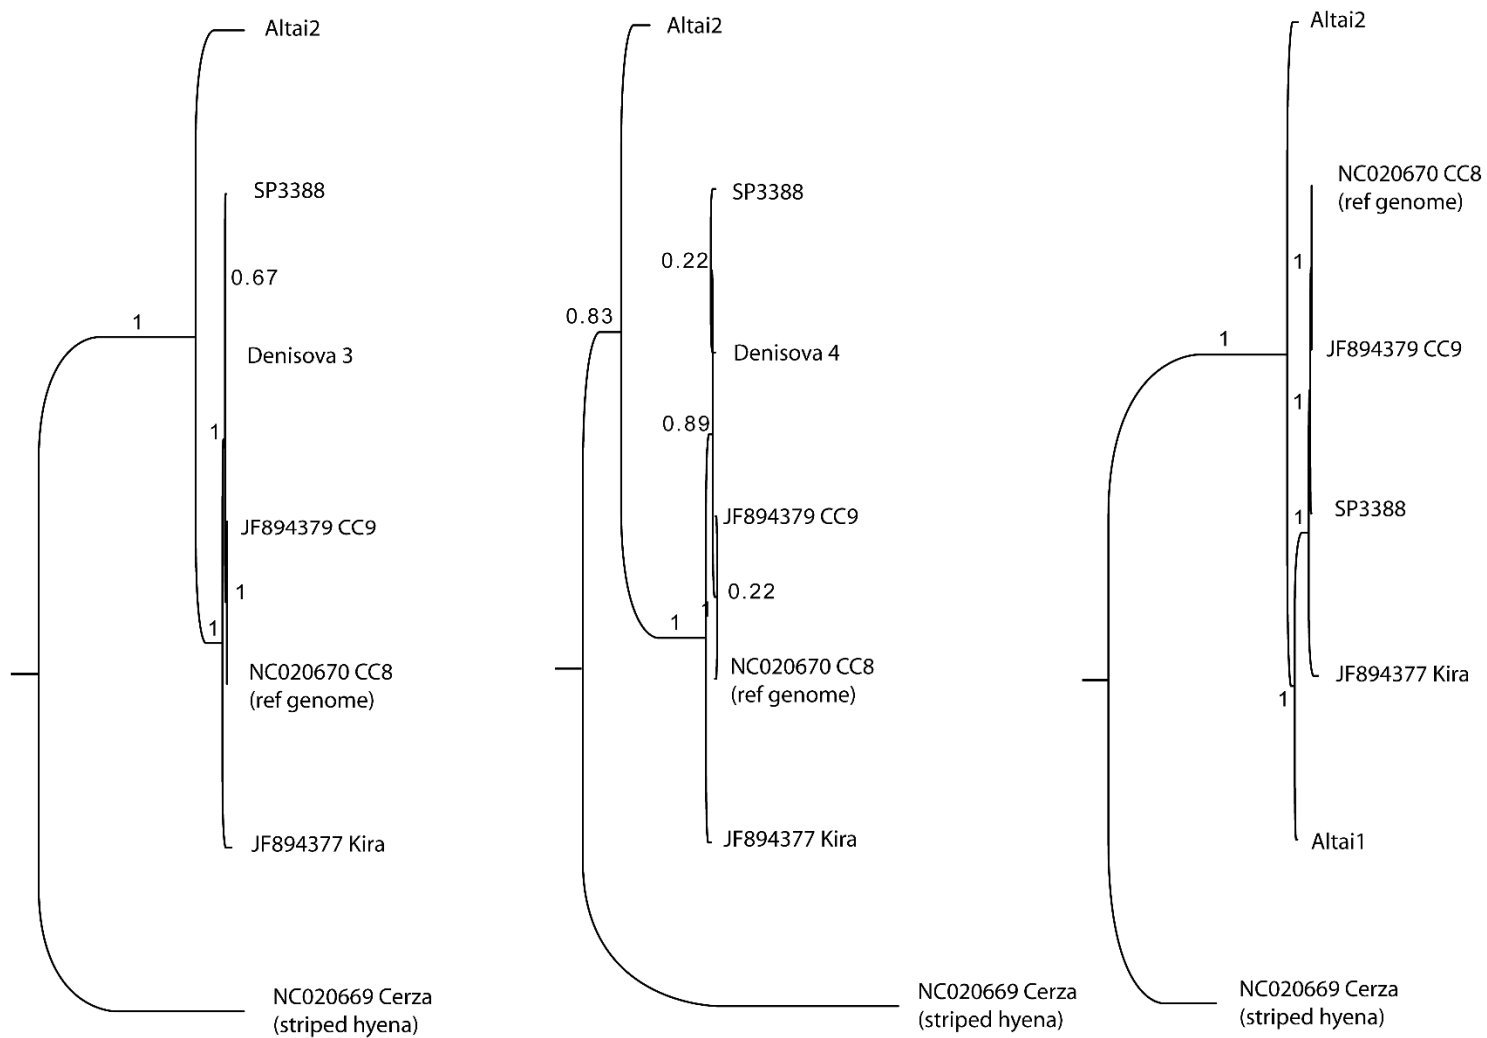 Altai2
SP3388
0.67
1
Denisova 3
1
JF894379 CC9
1
1
NC020670 CC8
(ref genome)
JF894377 Kira
NC020669 Cerza
(striped hyena)
Altai2
SP3388
0.22
0.83
Denisova 4
0.89
JF894379 CC9
0.22
1
1
NC020670 CC8
(ref genome)
JF894377 Kira
NC020669 Cerza
(striped hyena)
Altai2
NC020670 CC8
(ref genome)
1
1
JF894379 CC9
1
SP3388
1
JF894377 Kira
1
Altai1
NC020669 Cerza
(striped hyena)